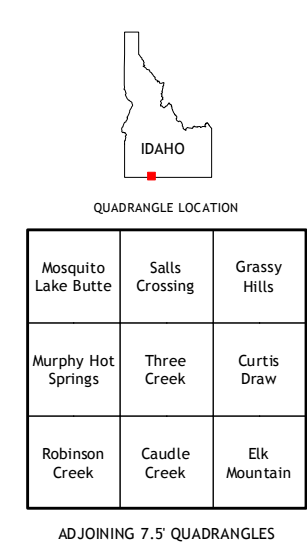 IDAHO
QUADRANGLE LOCATION
Mosquito
Lake Butte
Salls
Crossing
Grassy
Hills
Murphy Hot
Springs
Three
Creek
Curtis
Draw
Robinson
Creek
Caudle
Creek
Elk
Mountain
ADJOINING 7.5' QUADRANGLES